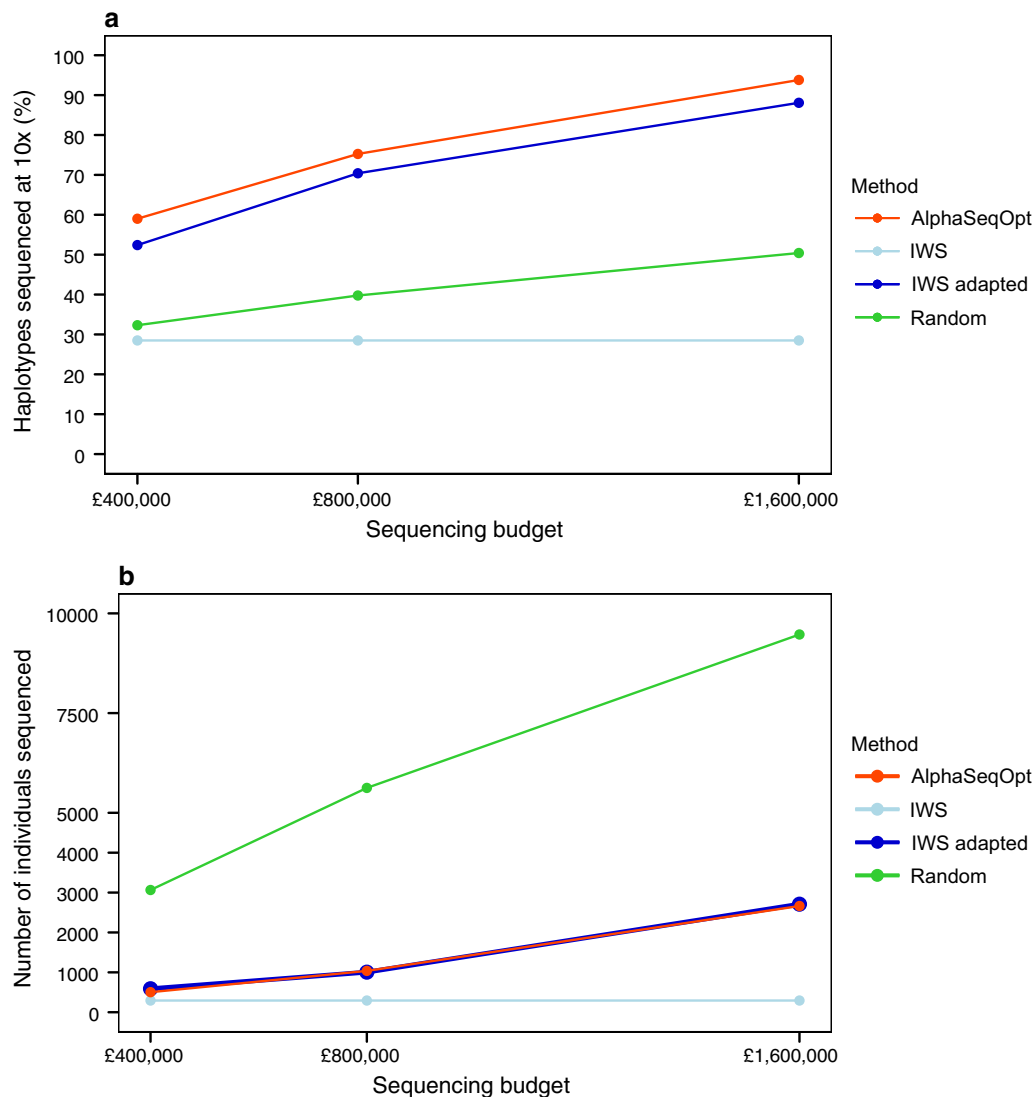 a
Haplotypes sequenced at 10x (%)
100
90
80
70
60
50
40
30
20
10
0
£400,000
£800,000
£1,600,000
Sequencing budget
Method
AlphaSeqOpt
IWS
IWS adapted
Random
b
Number of individuals sequenced
10000
7500
5000
4000
3000
2000
1000
0
£400,000
£800,000
£1,600,000
Sequencing budget
Method
AlphaSeqOpt
IWS
IWS adapted
Random